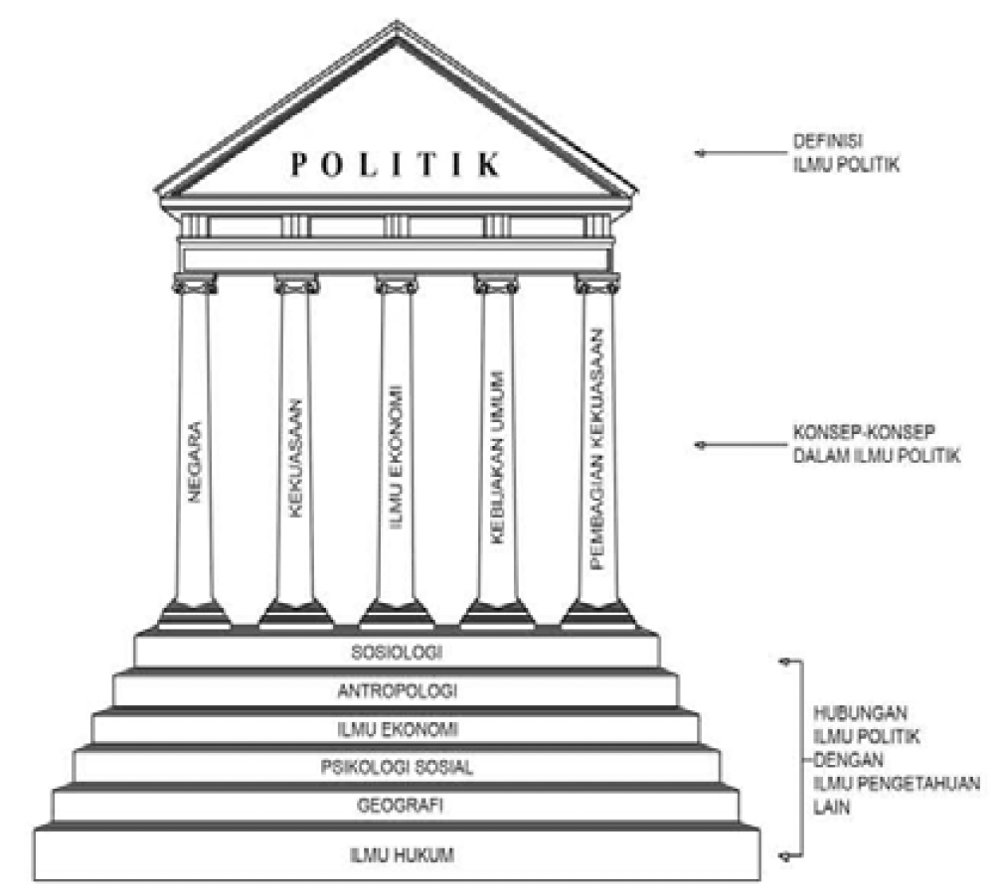 POLITIK
DEFINISI
ILMU POLITIK
NEGARA
KEKUASAAN
ILMU EKONOMI
KEBIJAKAN UMUM
PEMBAGIAN KEKUASAAN
KONSEP-KONSEP
DALAM ILMU POLITIK
SOSIOLOGI
ANTROPOLOGI
ILMU EKONOMI
PSIKOLOGI SOSIAL
GEOGRAFI
ILMU HUKUM
HUBUNGAN
ILMU POLITIK
DENGAN
ILMU PENGETAHUAN
LAIN